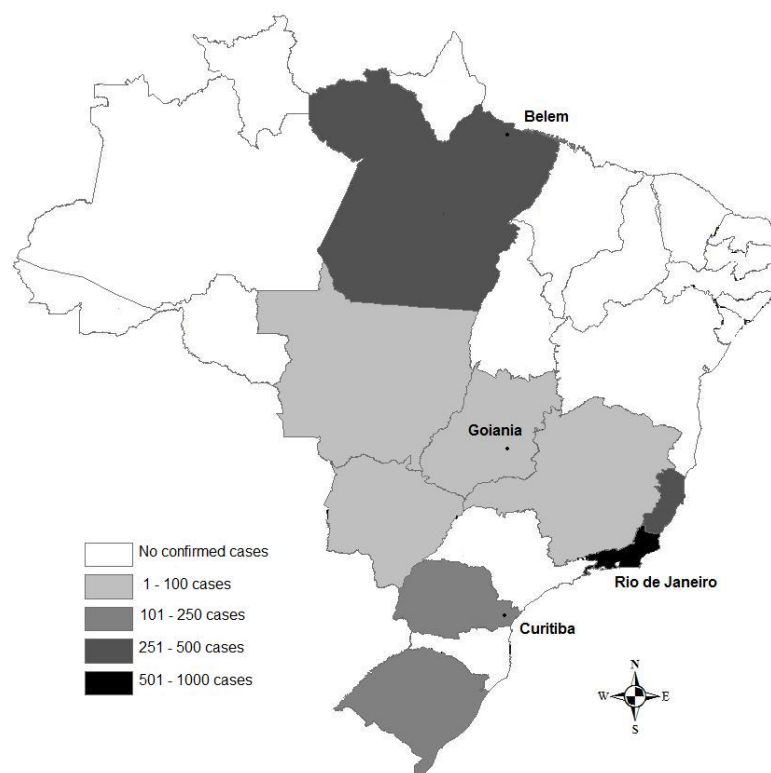 Belem
Goiania
Rio de Janeiro
Curitiba
No confirmed cases
1 - 100 cases
101 - 250 cases
251 - 500 cases
501 - 1000 cases
N
W E
S